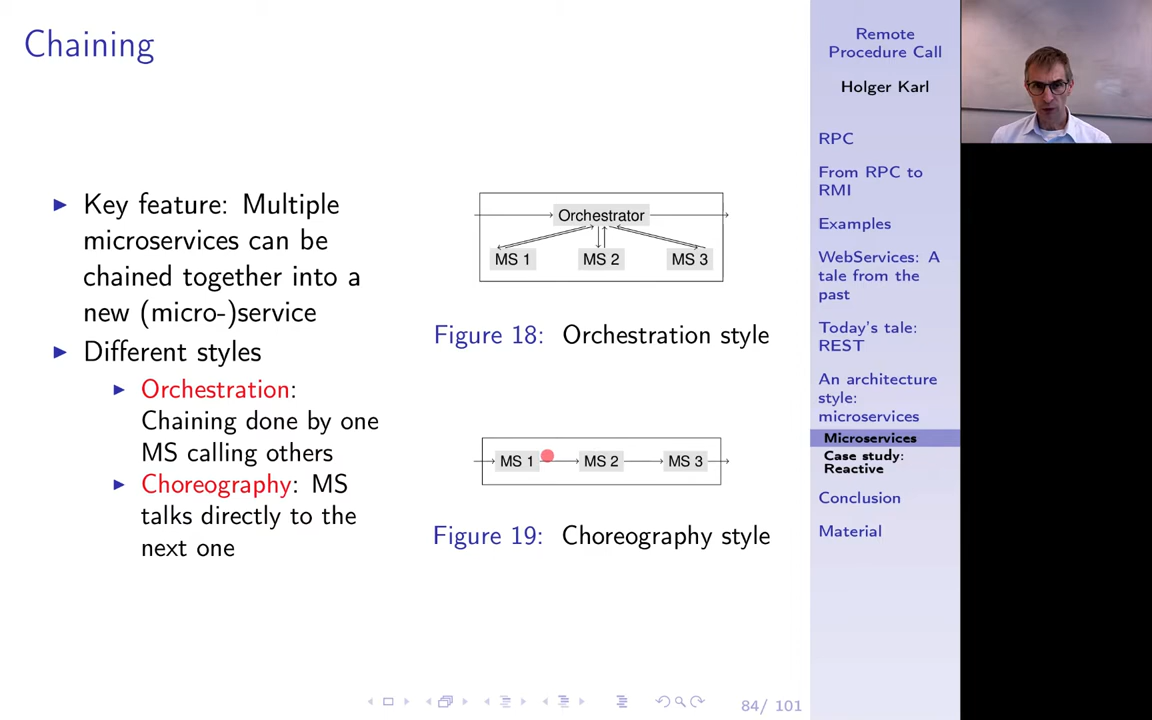 Chaining
Key feature: Multiple
microservices can be
chained together into a
new (micro-)service
Different styles
Orchestration:
Chaining done by one
MS calling others
Choreography: MS
talks directly to the
next one
Orchestrator
MS 1 MS 2 MS 3
Figure 18: Orchestration style
MS 1 MS 2 MS 3
Figure 19: Choreography style
84/ 101
Remote
Procedure Call
Holger Karl
RPC
From RPC to
RMI
Examples
WebServices: A
tale from the
past
Today's tale:
REST
An architecture
style:
microservices
Microservices
Case study:
Reactive
Conclusion
Material